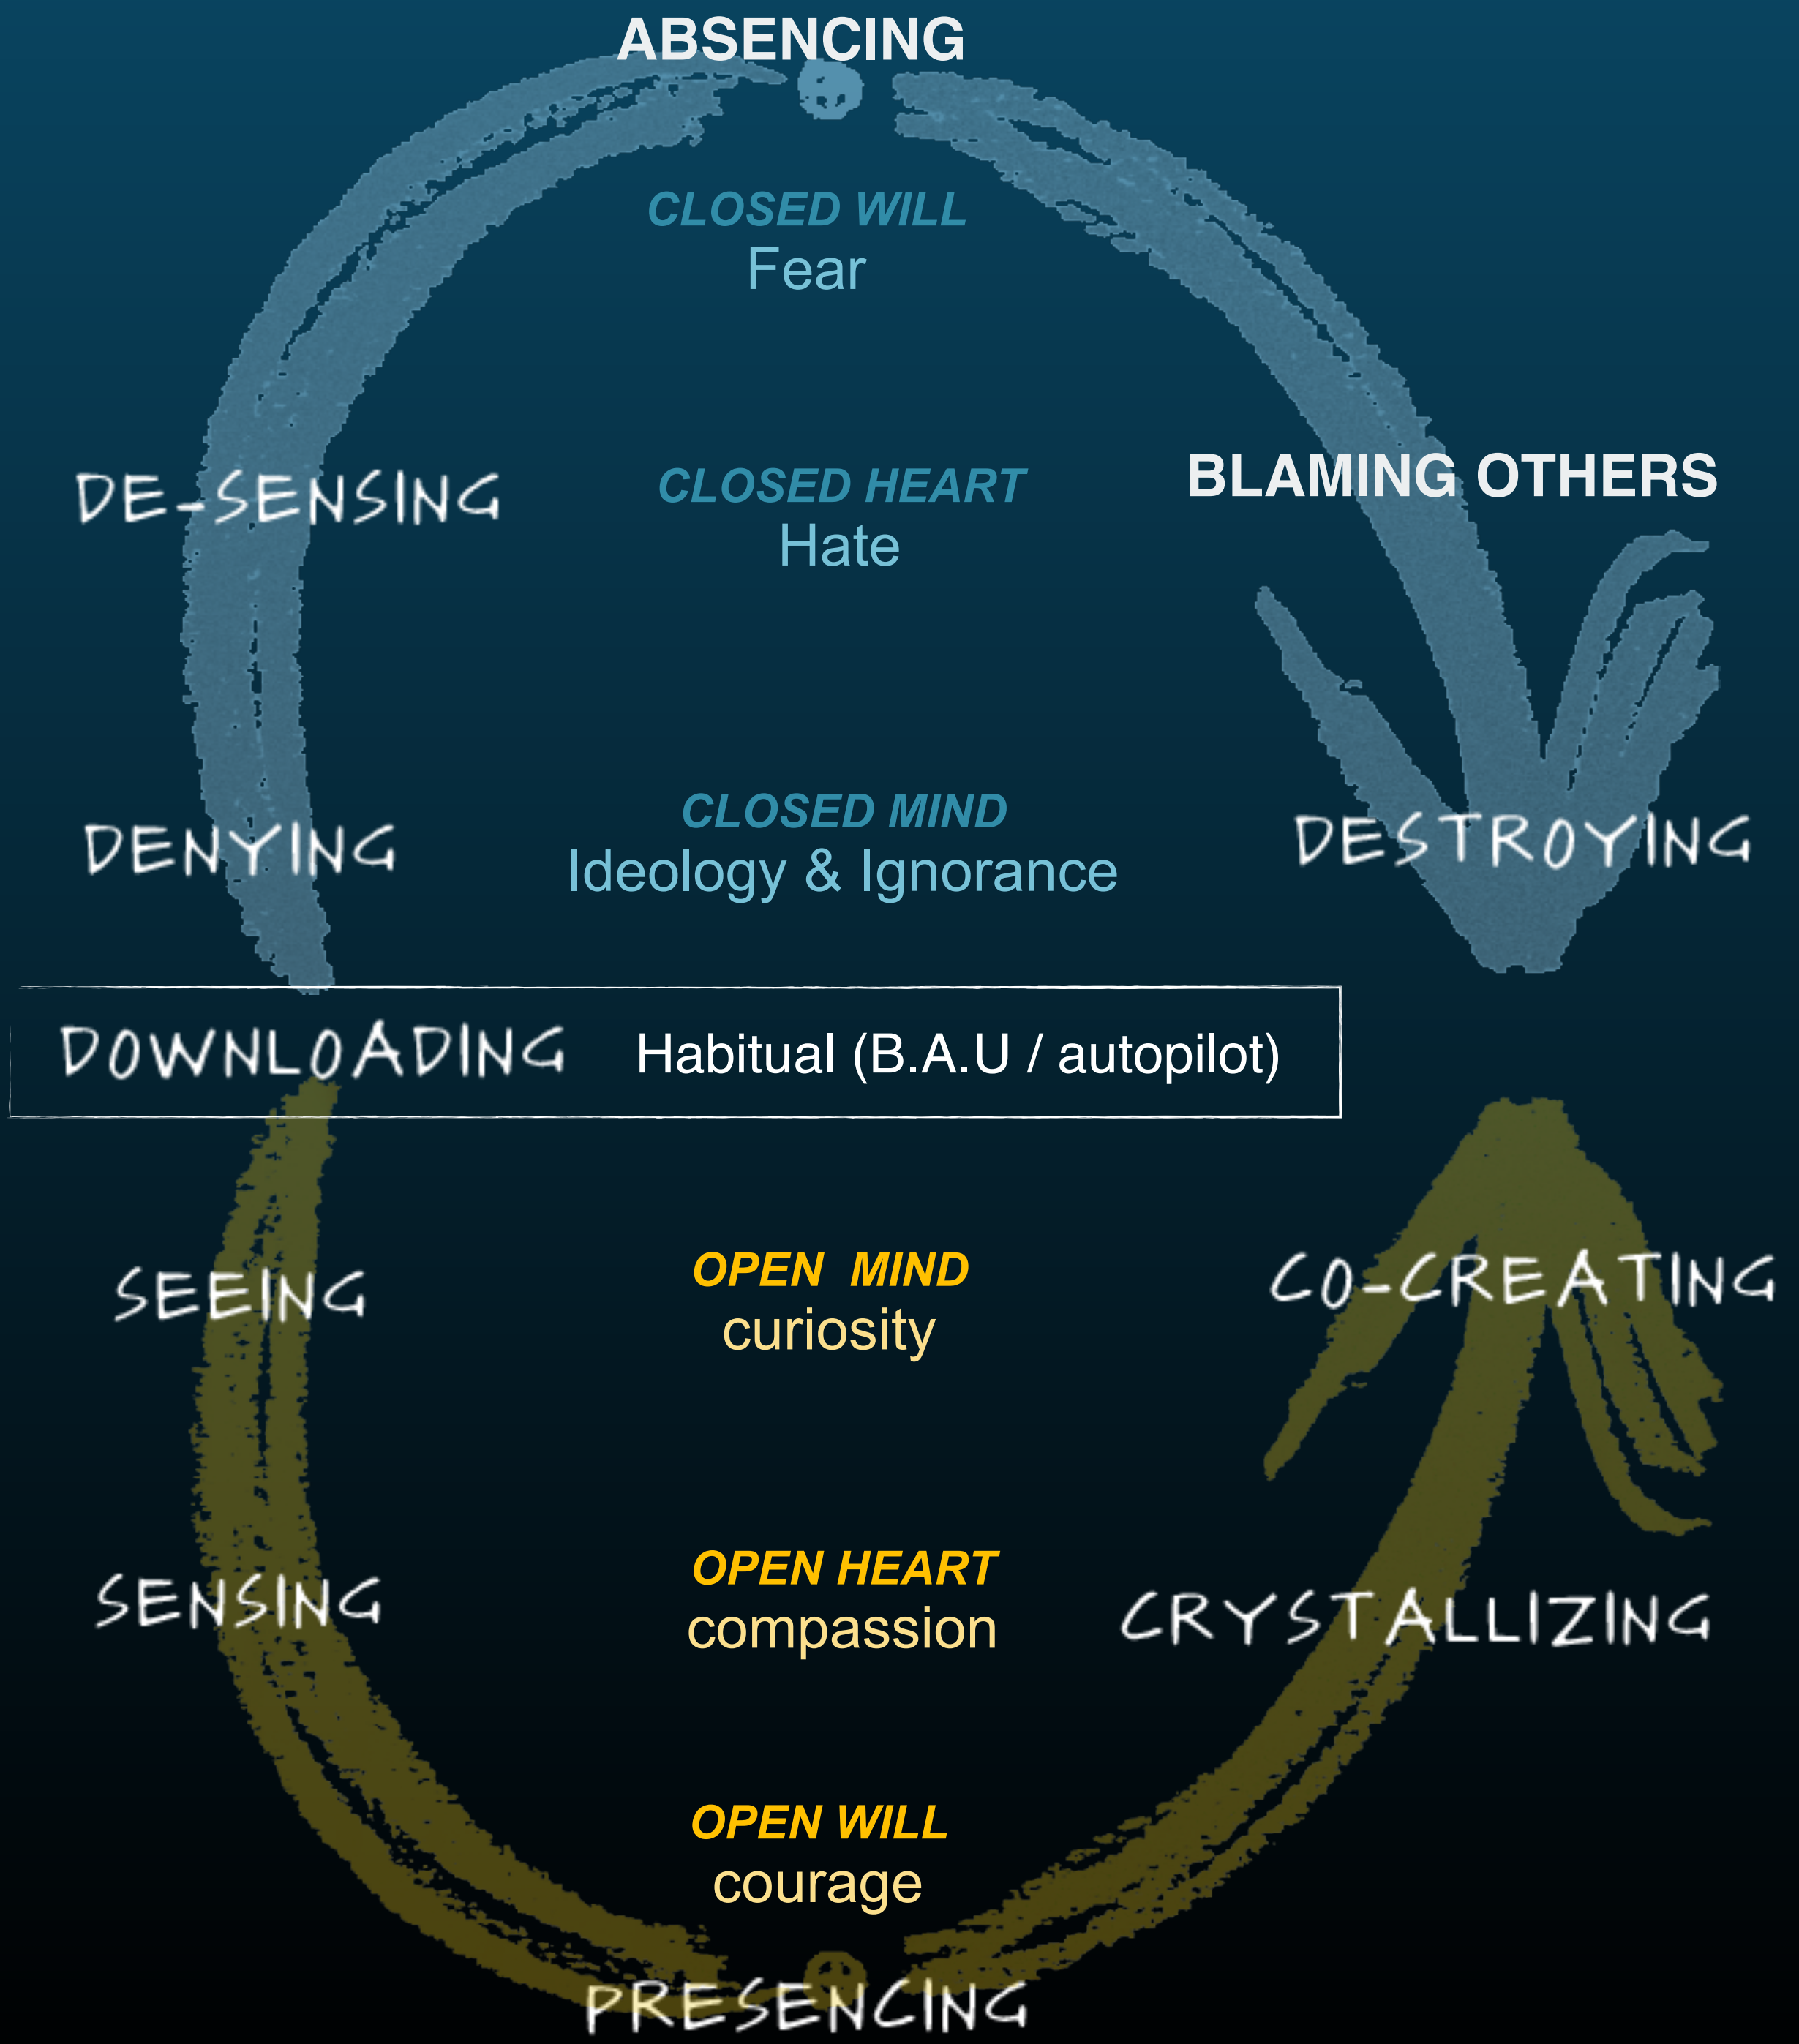 ABSENCING
CLOSED WILL
Fear
DE-SENSING
CLOSED HEART
Hate
BLAMING OTHERS
DENYING
CLOSED MIND
Ideology & Ignorance
DESTROYING
DOWNLOADING Habitual (B.A.U / autopilot)
SEEING
OPEN MIND
curiosity
CO-CREATING
SENSING
OPEN HEART
compassion
CRYSTALLIZING
OPEN WILL
courage
PRESENCING